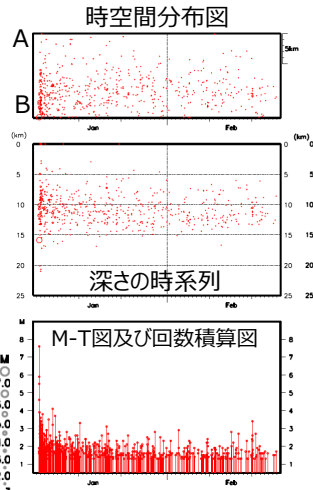 時空間分布図
A
B
5km
Jan Feb
(km) (km)
0 0
5 5
10 10
15 15
20 20
25 25
深さの時系列
Jan Feb
M
M-T図及び回数積算図
8 8
7 7
6 6
5 5
4 4
3 3
2 2
1 1
Jan Feb
M